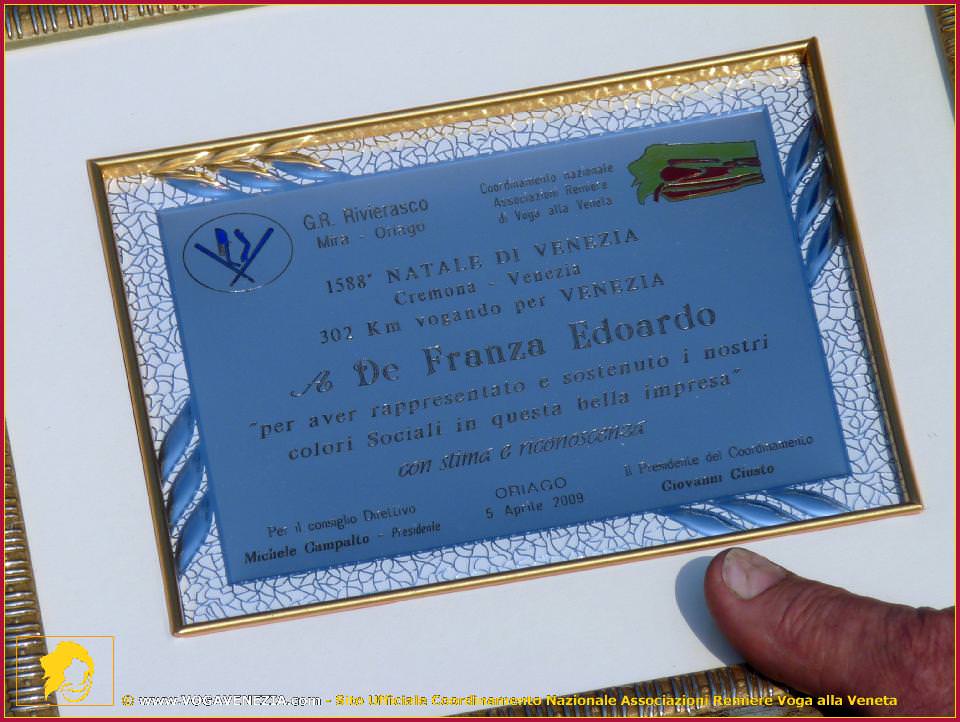 G.R. Rivierasco
Mira - Oriago
Coordinamento nazionale
Associazioni Remiere
di Voga alla Veneta
1588° NATALE DI VENEZIA
Cremona - Venezia
302 Km vogando per VENEZIA
A De Franza Edoardo
"per aver rappresentato e sostenuto i nostri
colori Sociali in questa bella impresa"
con stima e riconoscenza
Per il consiglio Direttivo
Michele Campalto - Presidente
ORIAGO
5 Aprile 2009
Il Presidente del Coordinamento
Giovanni Giusto
© www.VOGAVENEZIA.com - Sito Ufficiale Coordinamento Nazionale Associazioni Remiere Voga alla Veneta